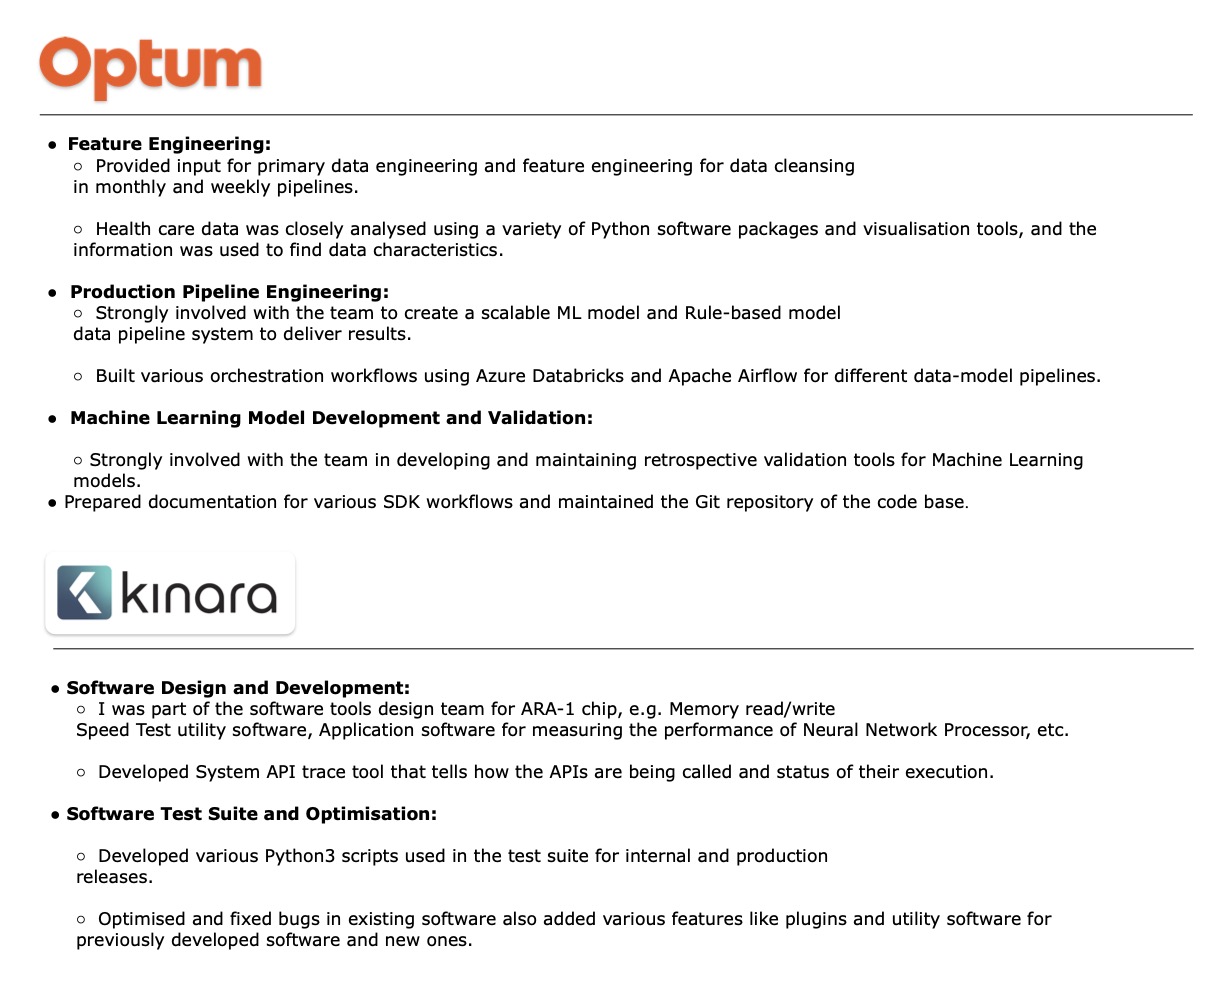 Optum
● Feature Engineering:
○ Provided input for primary data engineering and feature engineering for data cleansing
in monthly and weekly pipelines.
○ Health care data was closely analysed using a variety of Python software packages and visualisation tools, and the
information was used to find data characteristics.
● Production Pipeline Engineering:
○ Strongly involved with the team to create a scalable ML model and Rule-based model
data pipeline system to deliver results.
○ Built various orchestration workflows using Azure Databricks and Apache Airflow for different data-model pipelines.
● Machine Learning Model Development and Validation:
○ Strongly involved with the team in developing and maintaining retrospective validation tools for Machine Learning
models.
● Prepared documentation for various SDK workflows and maintained the Git repository of the code base.
kinara
● Software Design and Development:
○ I was part of the software tools design team for ARA-1 chip, e.g. Memory read/write
Speed Test utility software, Application software for measuring the performance of Neural Network Processor, etc.
○ Developed System API trace tool that tells how the APIs are being called and status of their execution.
● Software Test Suite and Optimisation:
○ Developed various Python3 scripts used in the test suite for internal and production
releases.
○ Optimised and fixed bugs in existing software also added various features like plugins and utility software for
previously developed software and new ones.